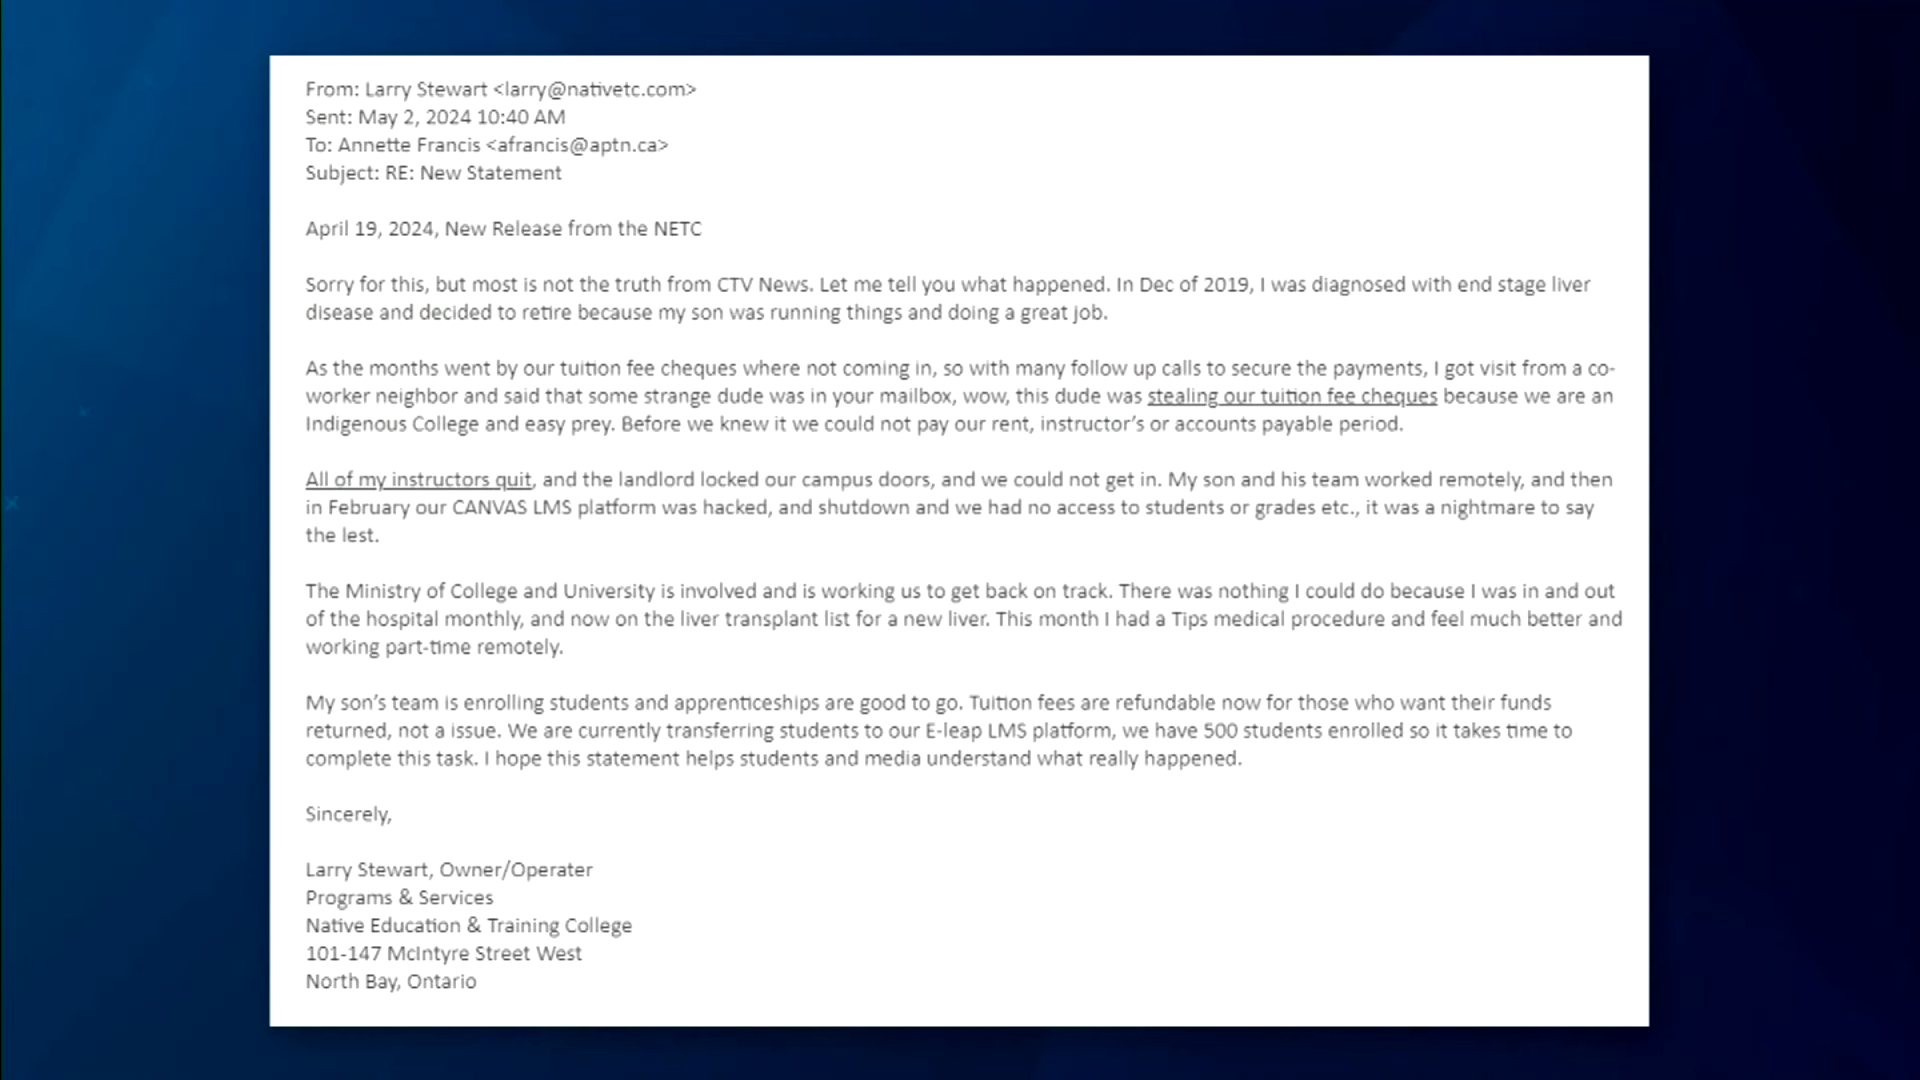 From: Larry Stewart <larry@nativetc.com>
Sent: May 2, 2024 10:40 AM
To: Annette Francis <afrancis@aptn.ca>
Subject: RE: New Statement
April 19, 2024, New Release from the NETC
Sorry for this, but most is not the truth from CTV News. Let me tell you what happened. In Dec of 2019, I was diagnosed with end stage liver
disease and decided to retire because my son was running things and doing a great job.
As the months went by our tuition fee cheques where not coming in, so with many follow up calls to secure the payments, I got visit from a co-
worker neighbor and said that some strange dude was in your mailbox, wow, this dude was stealing our tuition fee cheques because we are an
Indigenous College and easy prey. Before we knew it we could not pay our rent, instructor’s or accounts payable period.
All of my instructors quit, and the landlord locked our campus doors, and we could not get in. My son and his team worked remotely, and then
in February our CANVAS LMS platform was hacked, and shutdown and we had no access to students or grades etc., it was a nightmare to say
the lest.
The Ministry of College and University is involved and is working us to get back on track. There was nothing I could do because I was in and out
of the hospital monthly, and now on the liver transplant list for a new liver. This month I had a Tips medical procedure and feel much better and
working part-time remotely.
My son’s team is enrolling students and apprenticeships are good to go. Tuition fees are refundable now for those who want their funds
returned, not a issue. We are currently transferring students to our E-leap LMS platform, we have 500 students enrolled so it takes time to
complete this task. I hope this statement helps students and media understand what really happened.
Sincerely,
Larry Stewart, Owner/Operater
Programs & Services
Native Education & Training College
101-147 McIntyre Street West
North Bay, Ontario